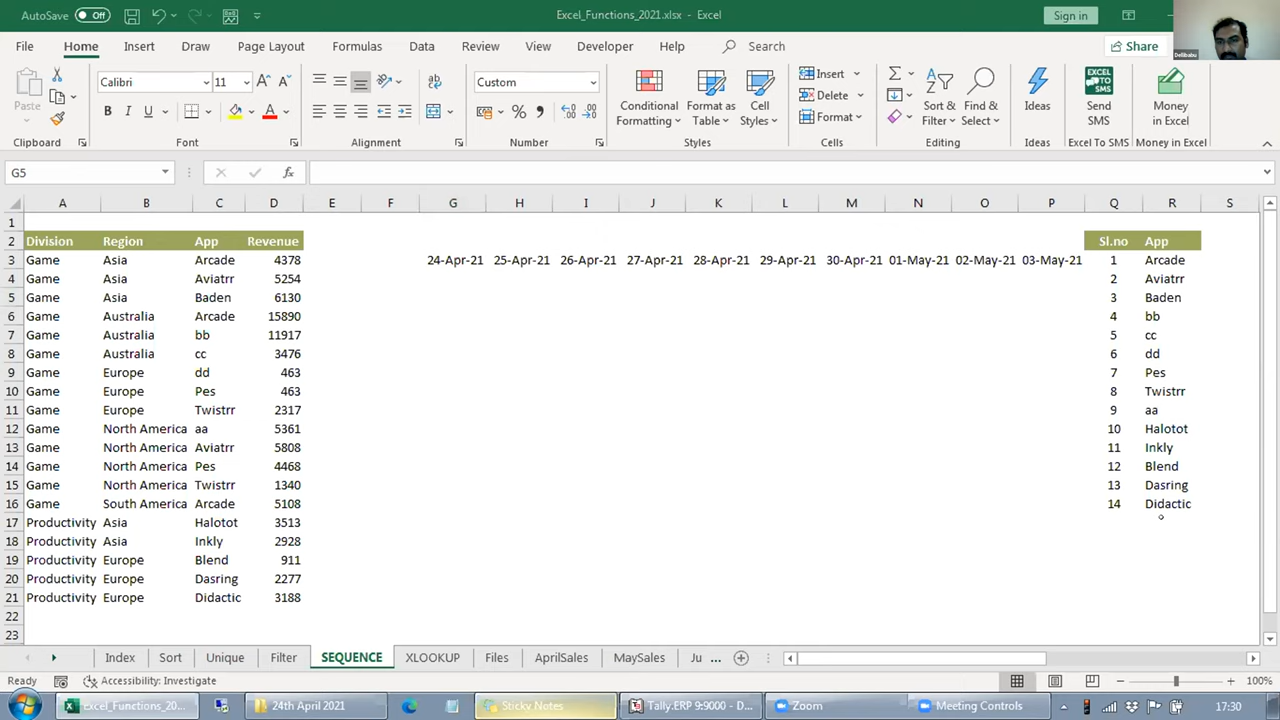 AutoSave Off Excel_Functions_2021.xlsx - Excel Sign in
File Home Insert Draw Page Layout Formulas Data Review View Developer Help Search Share
Delibabu
Calibri 11 Custom Insert Delete Format
Paste B I U Conditional Formatting Format as Table Cell Styles Sort & Filter Find & Select Ideas Send SMS Money in Excel
EXCEL TO SMS
Clipboard Font Alignment Number Styles Cells Editing Ideas Excel To SMS Money in Excel
G5 fx
A B C D E F G H I J K L M N O P Q R S
1
2 Division Region App Revenue Sl.no App
3 Game Asia Arcade 4378 24-Apr-21 25-Apr-21 26-Apr-21 27-Apr-21 28-Apr-21 29-Apr-21 30-Apr-21 01-May-21 02-May-21 03-May-21 1 Arcade
4 Game Asia Aviatrr 5254 2 Aviatrr
5 Game Asia Baden 6130 3 Baden
6 Game Australia Arcade 15890 4 bb
7 Game Australia bb 11917 5 cc
8 Game Australia cc 3476 6 dd
9 Game Europe dd 463 7 Pes
10 Game Europe Pes 463 8 Twistrr
11 Game Europe Twistrr 2317 9 aa
12 Game North America aa 5361 10 Halotot
13 Game North America Aviatrr 5808 11 Inkly
14 Game North America Pes 4468 12 Blend
15 Game North America Twistrr 1340 13 Dasring
16 Game South America Arcade 5108 14 Didactic
17 Productivity Asia Halotot 3513
18 Productivity Asia Inkly 2928
19 Productivity Europe Blend 911
20 Productivity Europe Dasring 2277
21 Productivity Europe Didactic 3188
22
23
Index Sort Unique Filter SEQUENCE XLOOKUP Files AprilSales MaySales Ju ...
Ready Accessibility: Investigate 100%
Excel_Functions_20... 24th April 2021 Sticky Notes Tally.ERP 9:9000 - D... Zoom Meeting Controls 17:30